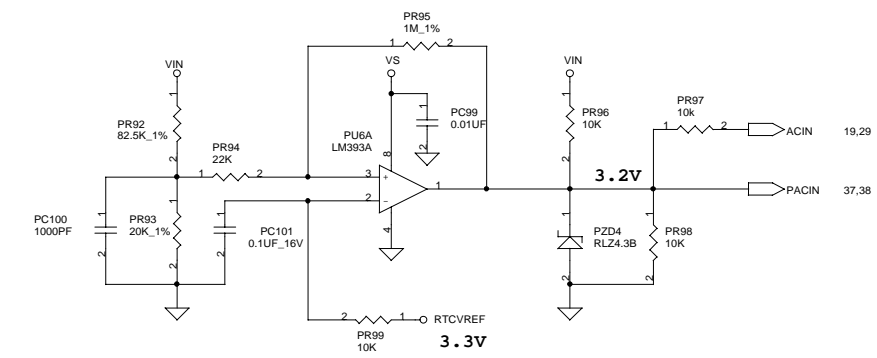 PR95
1M_1%
1
2
VIN
VS
VIN
1
PR92
82.5K_1%
2
PR94
22K
1
2
PU6A
LM393A
8
3
+
2
-
1
4
1
PC99
0.01UF
2
1
PR96
10K
2
PR97
10k
1
2
ACIN
19,29
3.2V
PACIN
37,38
PC100
1000PF
1
2
PR93
20K_1%
1
2
1
PC101
0.1UF_16V
2
1
PZD4
RLZ4.3B
2
1
PR98
10K
2
2
1
RTCVREF
PR99
10K
3.3V